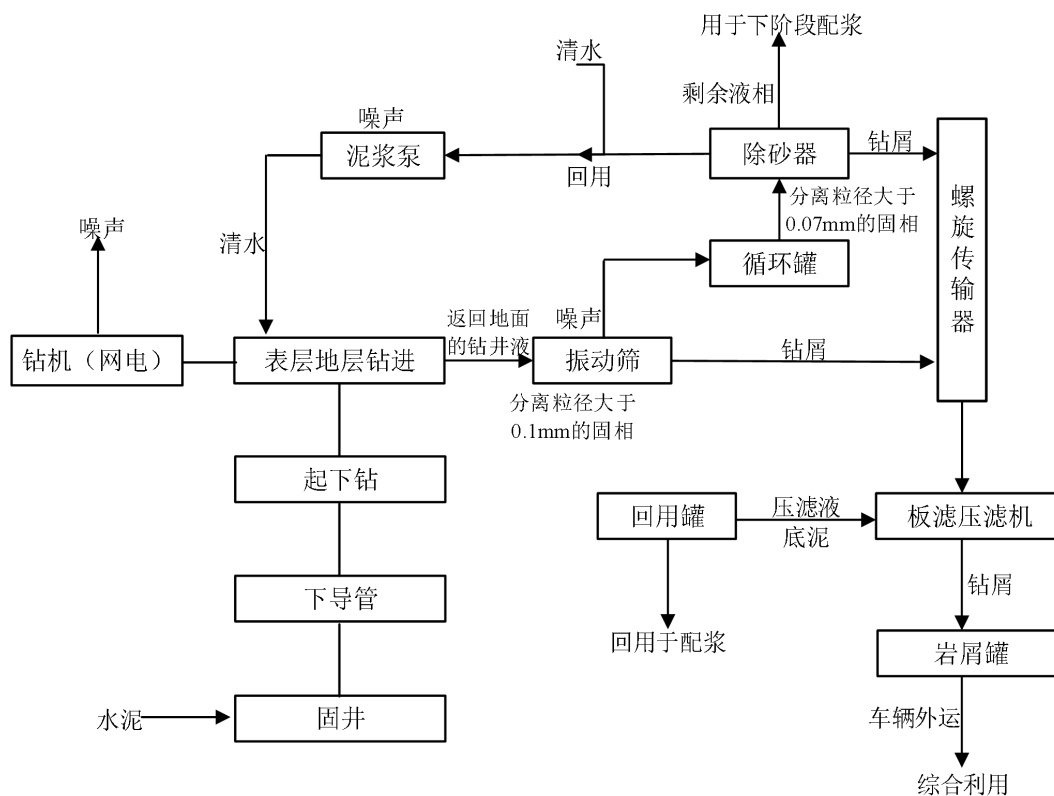 用于下阶段配浆
清水
剩余液相
噪声
泥浆泵
除砂器
钻屑
回用
分离粒径大于
0.07mm的固相
螺旋传输器
噪声
清水
循环罐
返回地面
的钻井液
噪声
钻机（网电）
表层地层钻进
振动筛
钻屑
分离粒径大于
0.1mm的固相
起下钻
回用罐
压滤液
底泥
板滤压滤机
钻屑
下导管
回用于配浆
岩屑罐
水泥
固井
车辆外运
综合利用